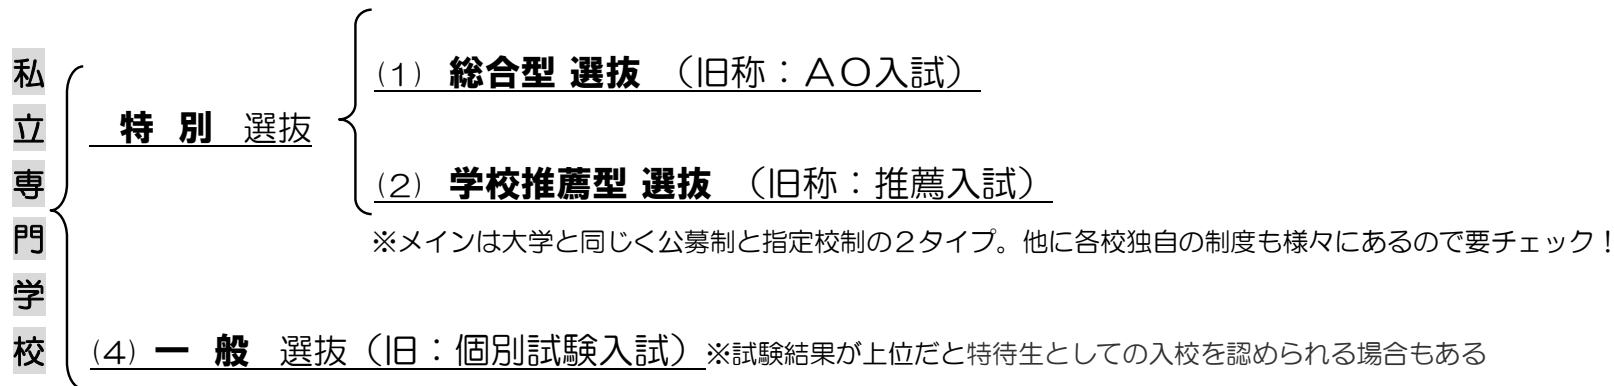 私立専門学校
特 別 選抜
(1) 総合型 選抜 （旧称：ＡＯ入試）
(2) 学校推薦型 選抜 （旧称：推薦入試）
※メインは大学と同じく公募制と指定校制の２タイプ。他に各校独自の制度も様々にあるので要チェック！
(4) 一 般 選抜（旧：個別試験入試）※試験結果が上位だと特待生としての入校を認められる場合もある